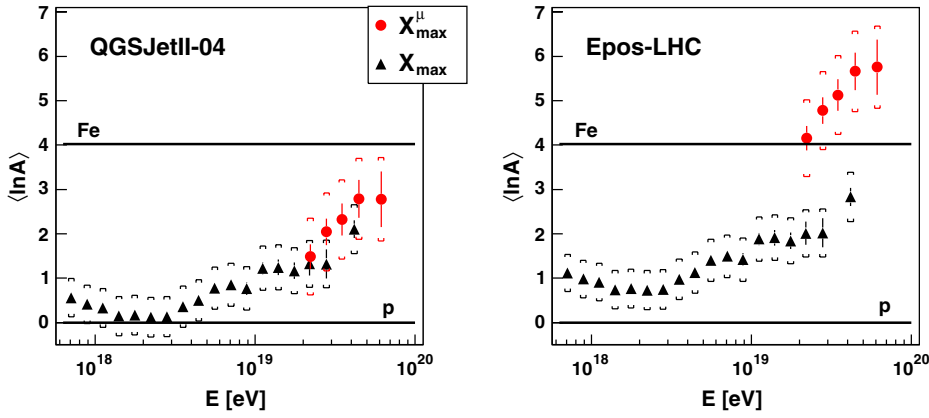 7
6
5
4
3
2
1
0
⟨lnA⟩
QGSJetII-04
X^μ_max
X_max
Fe
p
10^18
10^19
10^20
E [eV]
7
6
5
4
3
2
1
0
⟨lnA⟩
Epos-LHC
Fe
p
10^18
10^19
10^20
E [eV]